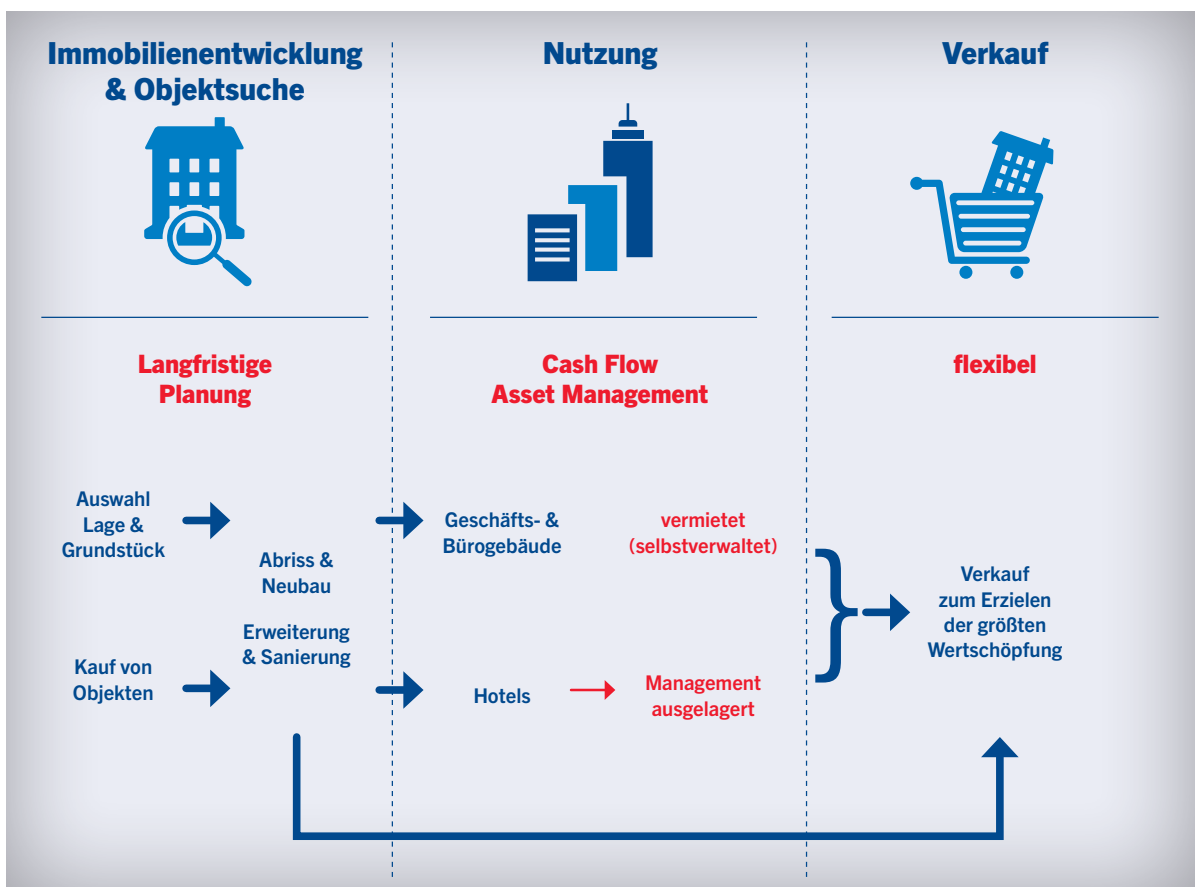 Immobilienentwicklung
& Objektsuche
Nutzung
Verkauf
Langfristige
Planung
Cash Flow
Asset Management
flexibel
Auswahl
Lage &
Grundstück
Kauf von
Objekten
Abriss &
Neubau
Erweiterung
& Sanierung
Geschäfts- &
Bürogebäude
vermietet
(selbstverwaltet)
Hotels
Management
ausgelagert
Verkauf
zum Erzielen
der größten
Wertschöpfung